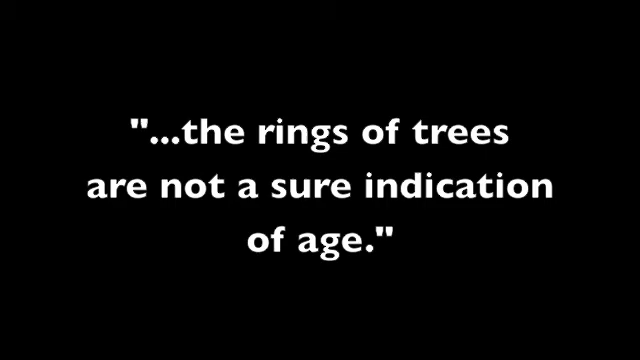 "...the rings of trees
are not a sure indication
of age."